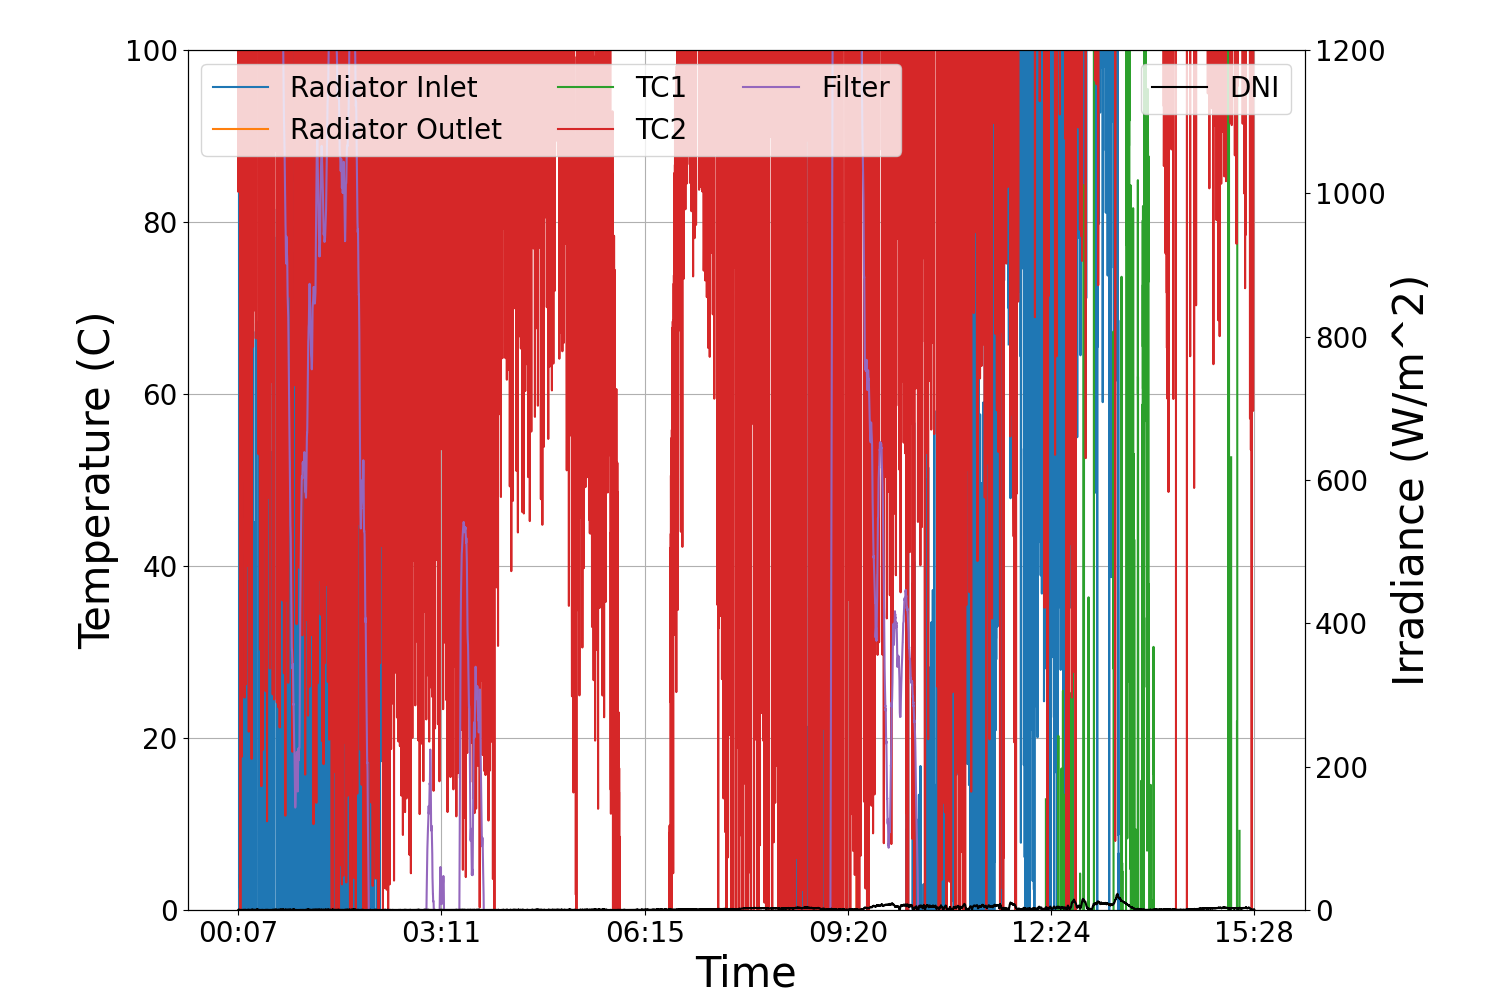 100
80
60
40
20
0
Temperature (C)
Radiator Inlet
Radiator Outlet
TC1
TC2
Filter
DNI
1200
1000
800
600
400
200
0
Irradiance (W/m^2)
00:07 03:11 06:15 09:20 12:24 15:28
Time